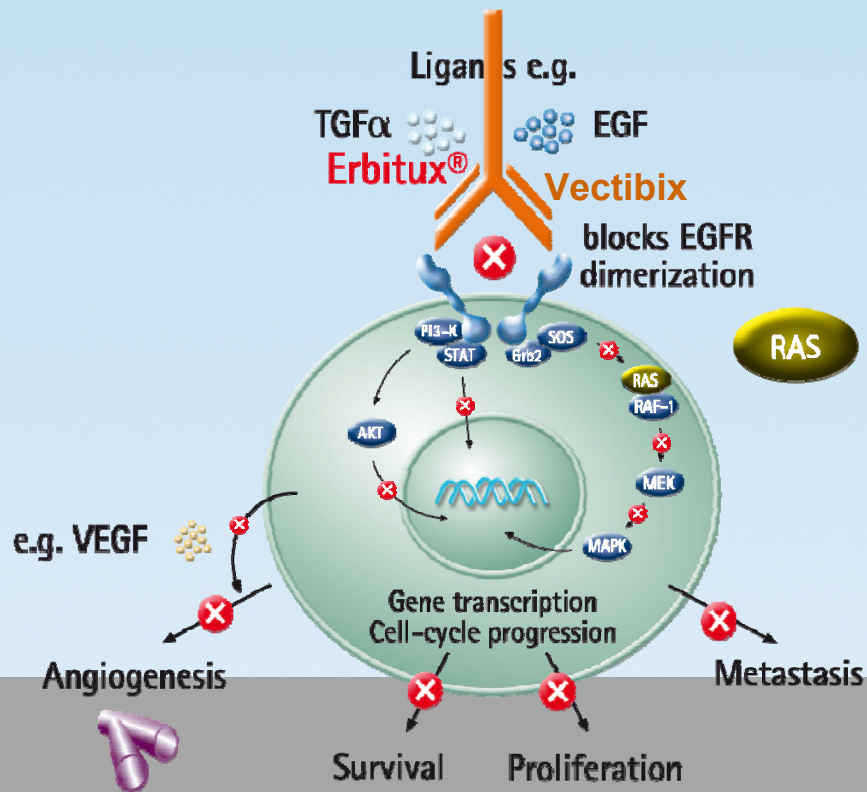 Ligands e.g.
TGFα
EGF
Erbitux®
Vectibix
blocks EGFR
dimerization
PI3-K
STAT
Grb2
SOS
RAS
RAS
RAF-1
AKT
MEK
MAPK
e.g. VEGF
Gene transcription
Cell-cycle progression
Angiogenesis
Metastasis
Survival
Proliferation